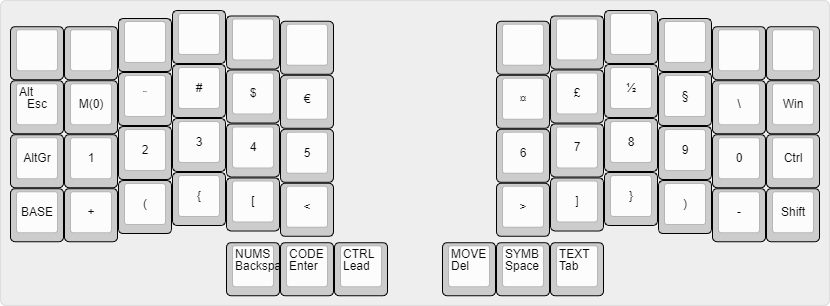 Alt
Esc
M(0)
¨
#
$
€
¤
£
½
§
\
Win
AltGr
1
2
3
4
5
6
7
8
9
0
Ctrl
BASE
+
(
{
[
<
>
]
}
)
-
Shift
NUMS
Backspa
CODE
Enter
CTRL
Lead
MOVE
Del
SYMB
Space
TEXT
Tab